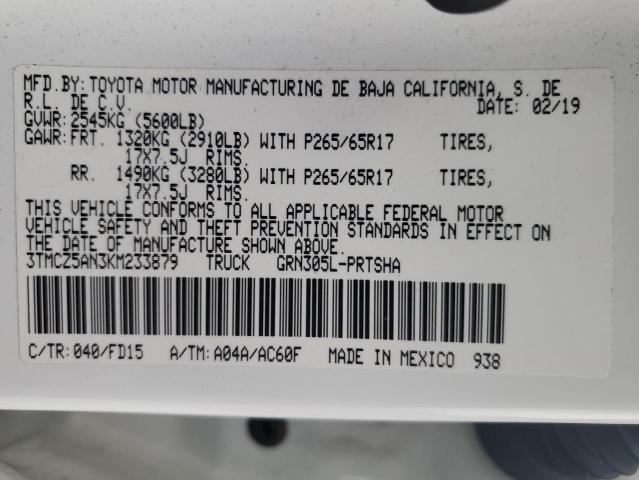 MFD.BY: TOYOTA MOTOR MANUFACTURING DE BAJA CALIFORNIA, S. DE
R.L. DE C.V. DATE: 02/19
GVWR: 2545KG (5600LB)
GAWR: FRT. 1320KG (2910LB) WITH P265/65R17 TIRES,
17X7.5J RIMS.
RR. 1490KG (3280LB) WITH P265/65R17 TIRES,
17X7.5J RIMS.
THIS VEHICLE CONFORMS TO ALL APPLICABLE FEDERAL MOTOR
VEHICLE SAFETY AND THEFT PREVENTION STANDARDS IN EFFECT ON
THE DATE OF MANUFACTURE SHOWN ABOVE.
3TMCZ5AN3KM233879 TRUCK GRN305L-PRTSHA
C/TR: 040/FD15 A/TM: A04A/AC60F MADE IN MEXICO 938